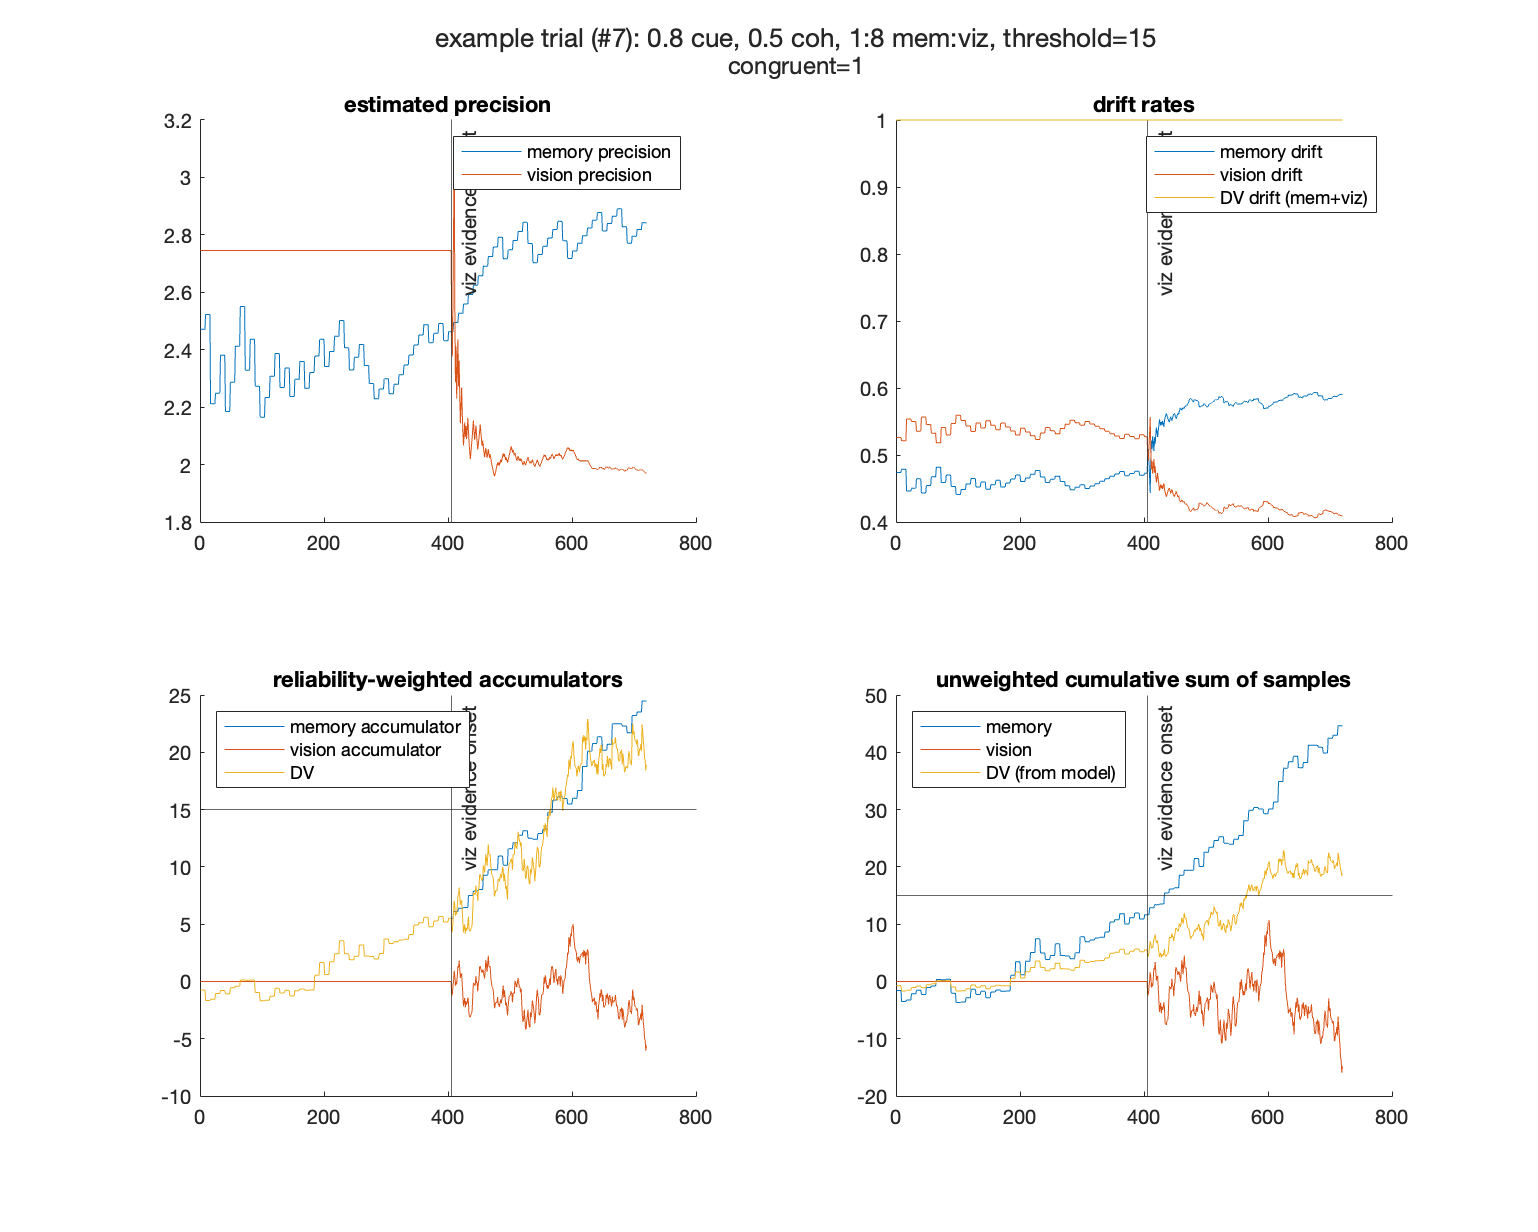 example trial (#7): 0.8 cue, 0.5 coh, 1:8 mem:viz, threshold=15
congruent=1
estimated precision
3.2
3
2.8
2.6
2.4
2.2
2
1.8
0
200
400
600
800
memory precision
vision precision
viz evidence
drift rates
1
0.9
0.8
0.7
0.6
0.5
0.4
0
200
400
600
800
memory drift
vision drift
DV drift (mem+viz)
viz
reliability-weighted accumulators
25
20
15
10
5
0
-5
-10
0
200
400
600
800
memory accumulator
vision accumulator
DV
viz evidence onset
unweighted cumulative sum of samples
50
40
30
20
10
0
-10
-20
0
200
400
600
800
memory
vision
DV (from model)
viz evidence onset